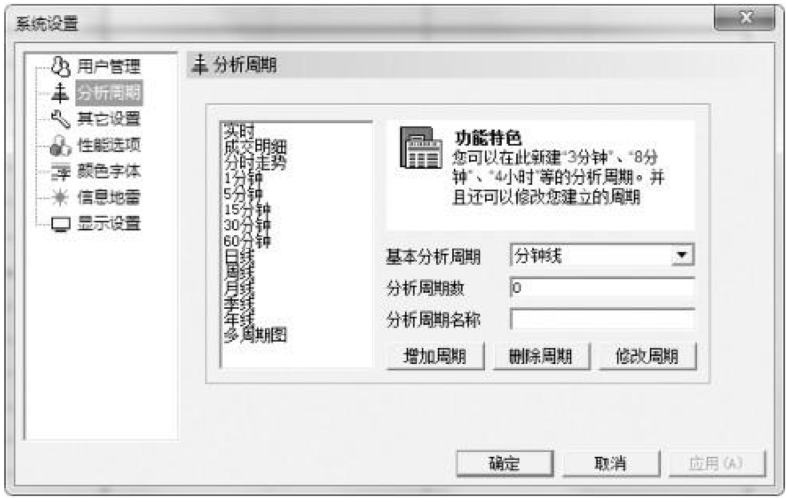 系统设置
用户管理
分析周期
其它设置
性能选项
颜色字体
信息地雷
显示设置
分析周期
实时
成交明细
分时走势
1分钟
5分钟
15分钟
30分钟
60分钟
日线
周线
月线
季线
年线
多周期图
功能特色
您可以在此新建“3分钟”、“8分
钟”、“4小时”等的分析周期。并
且还可以修改您建立的周期
基本分析周期 分钟线
分析周期数 0
分析周期名称
增加周期 删除周期 修改周期
确定 取消 应用(A)